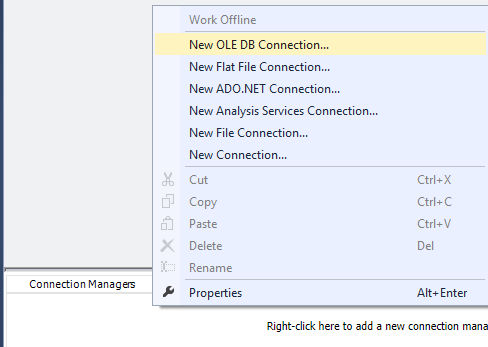 Work Offline
New OLE DB Connection...
New Flat File Connection...
New ADO.NET Connection...
New Analysis Services Connection...
New File Connection...
New Connection...
Cut Ctrl+X
Copy Ctrl+C
Paste Ctrl+V
Delete Del
Rename
Connection Managers
Properties Alt+Enter
Right-click here to add a new connection mana